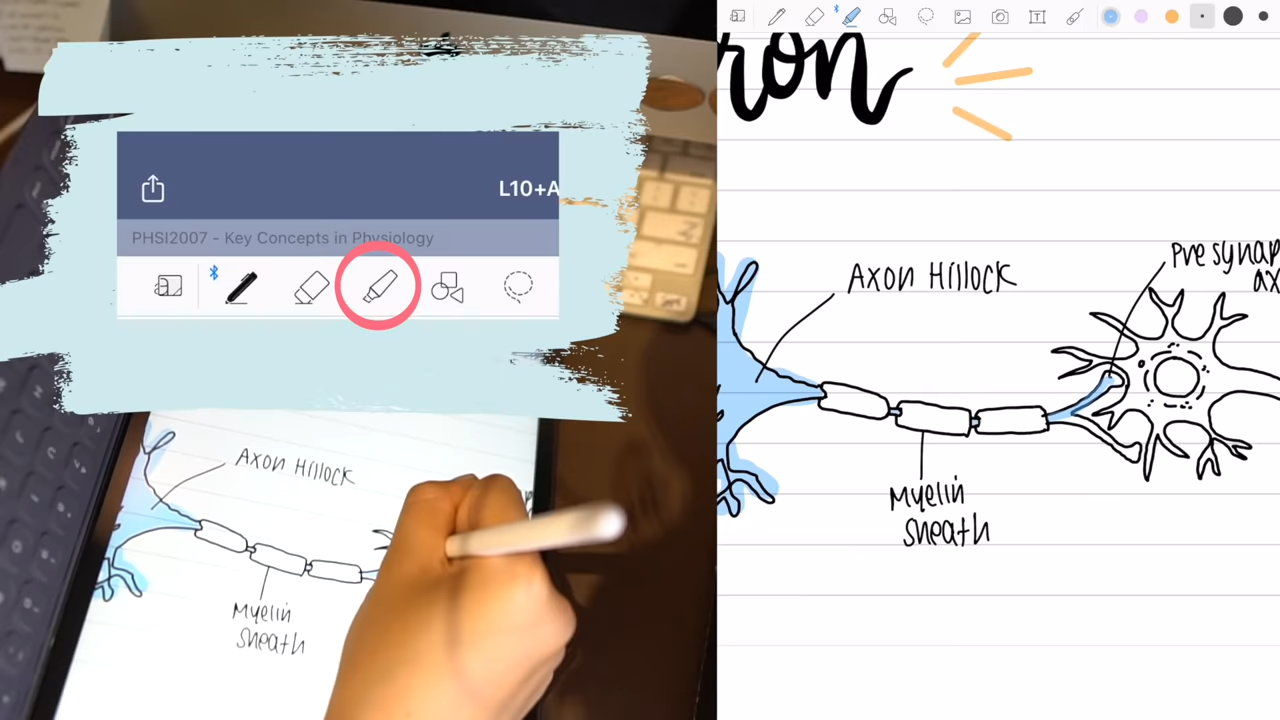 L10+A
PHSI2007 - Key Concepts in Physiology
AXON HillOCK
Myelin
Sheath
ron
AXON HillOCK
Pre Synap
ax
Myelin
Sheath